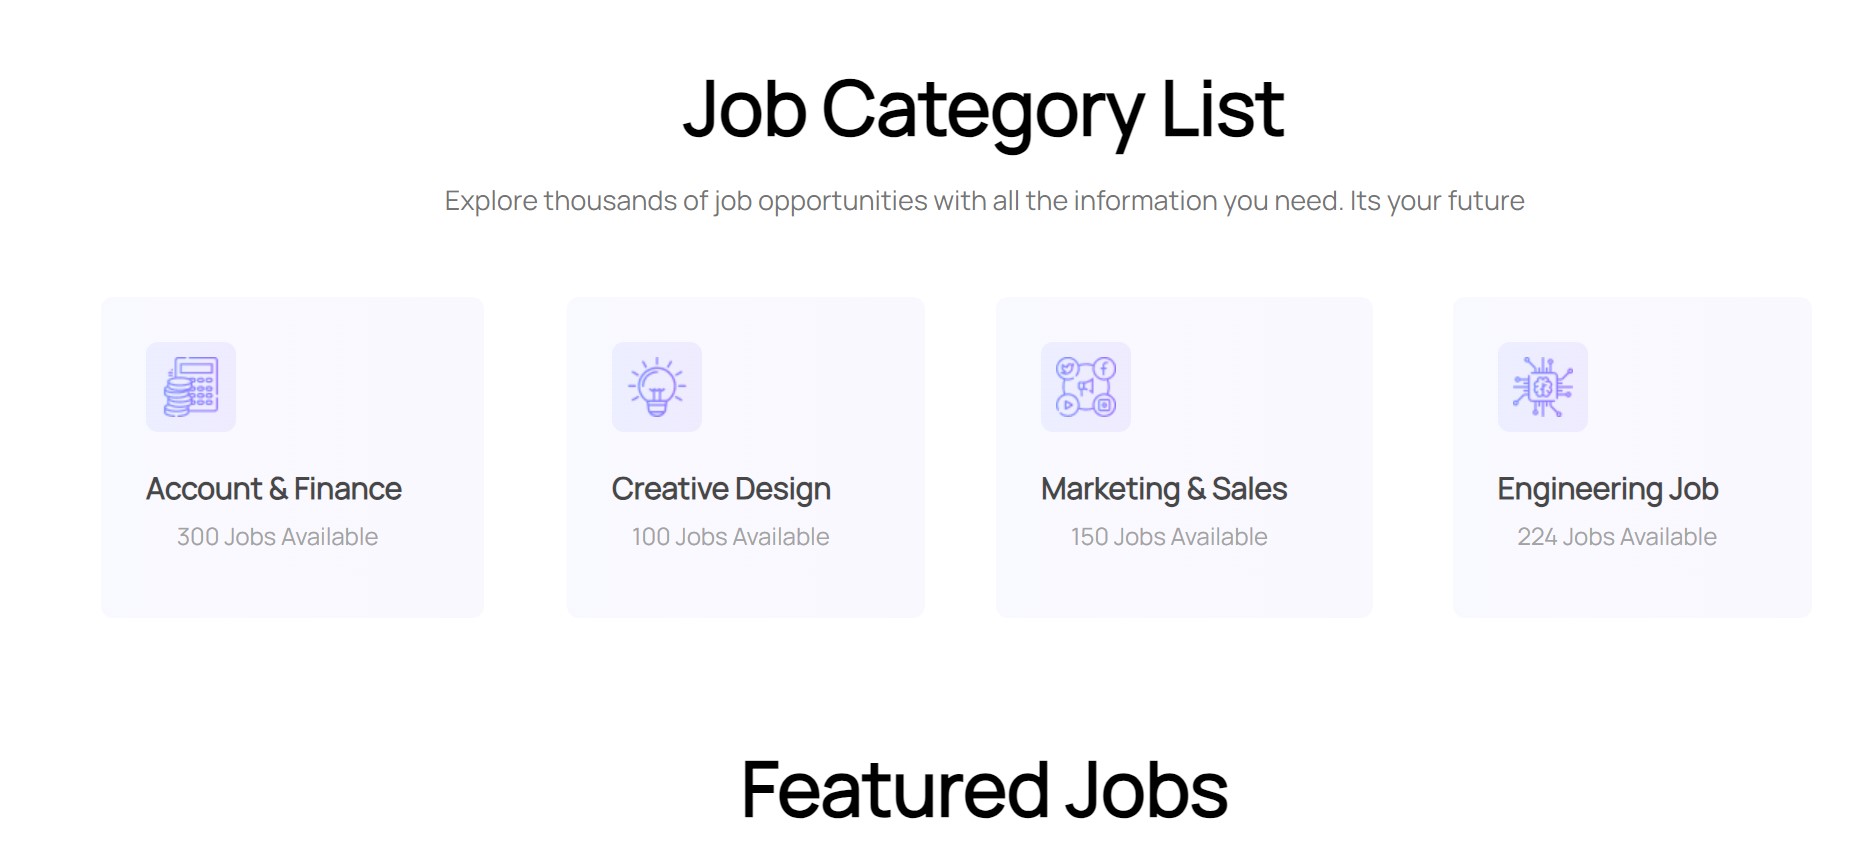 Job Category List
Explore thousands of job opportunities with all the information you need. Its your future
Account & Finance
300 Jobs Available
Creative Design
100 Jobs Available
Marketing & Sales
150 Jobs Available
Engineering Job
224 Jobs Available
Featured Jobs